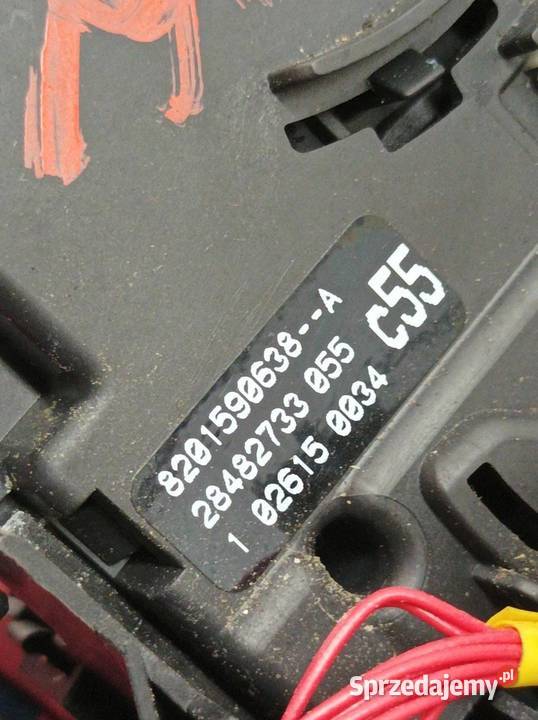 8201590638--A
28482733 055
1 02615 0034
c55
Sprzedajemy.pl